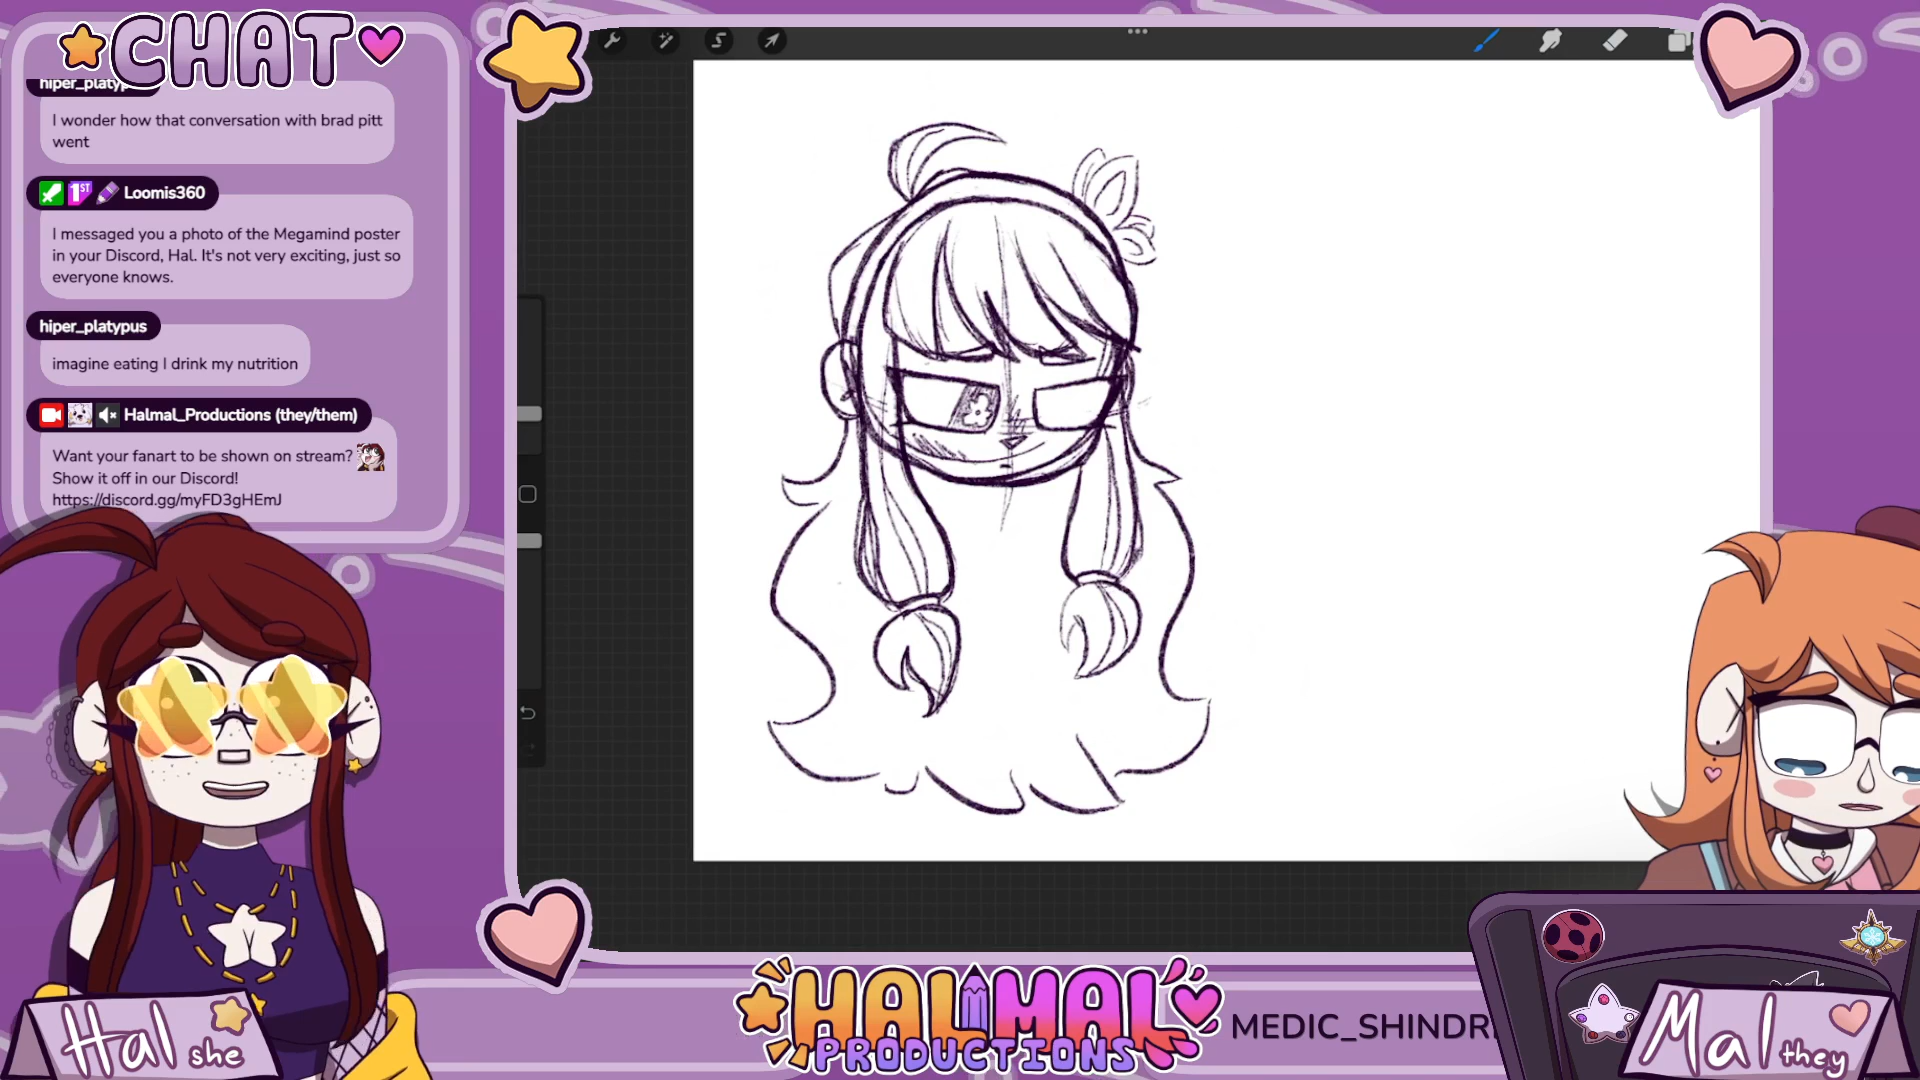 CHAT
I wonder how that conversation with brad pitt
went
1ST Loomis360
I messaged you a photo of the Megamind poster
in your Discord, Hal. It's not very exciting, just so
everyone knows.
hiper_platypus
imagine eating I drink my nutrition
Halmal_Productions (they/them)
Want your fanart to be shown on stream?
Show it off in our Discord!
https://discord.gg/myFD3gHEmJ
Hal she
HALMAL
PRODUCTIONS
MEDIC_SHINDR
Mal they